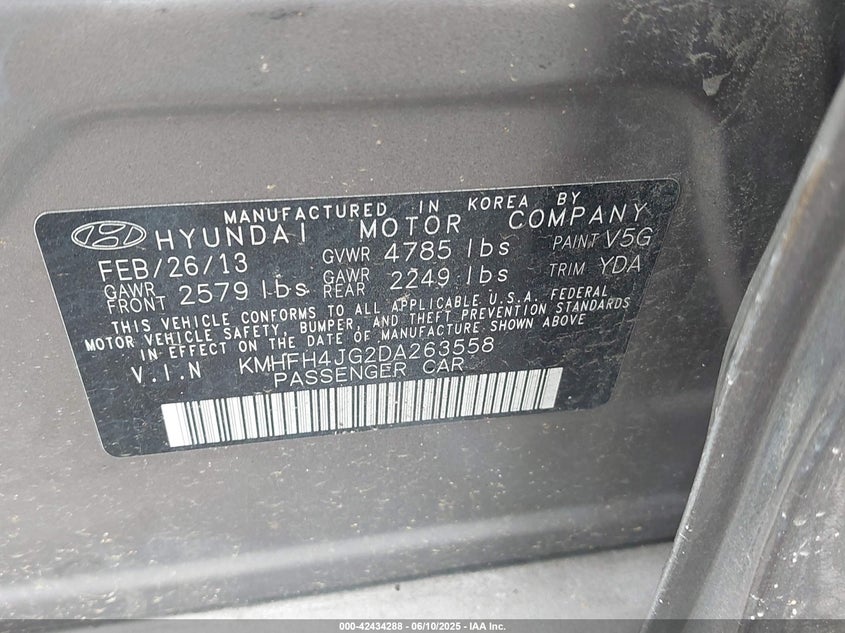 MANUFACTURED IN KOREA BY
HYUNDAI MOTOR COMPANY
FEB/26/13 GVWR 4785 lbs PAINT V5G
GAWR FRONT 2579 lbs GAWR REAR 2249 lbs TRIM YDA
THIS VEHICLE CONFORMS TO ALL APPLICABLE U.S.A. FEDERAL
MOTOR VEHICLE SAFETY, BUMPER, AND THEFT PREVENTION STANDARDS
IN EFFECT ON THE DATE OF MANUFACTURE SHOWN ABOVE
V.I.N KMHFH4JG2DA263558
PASSENGER CAR
000-42434288 - 06/10/2025 - IAA Inc.